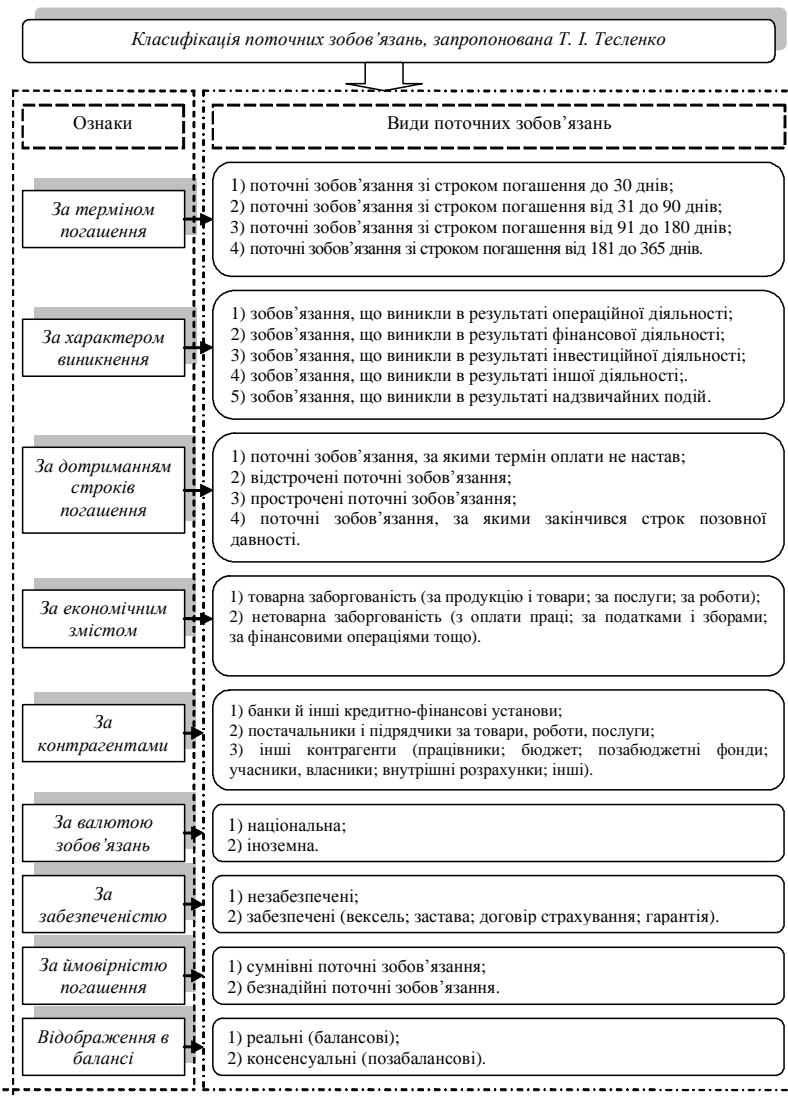 Класифікація поточних зобов’язань, запропонована Т. І. Тесленко
Ознаки
Види поточних зобов’язань
За терміном
погашення
1) поточні зобов’язання зі строком погашення до 30 днів;
2) поточні зобов’язання зі строком погашення від 31 до 90 днів;
3) поточні зобов’язання зі строком погашення від 91 до 180 днів;
4) поточні зобов’язання зі строком погашення від 181 до 365 днів.
За характером
виникнення
1) зобов’язання, що виникли в результаті операційної діяльності;
2) зобов’язання, що виникли в результаті фінансової діяльності;
3) зобов’язання, що виникли в результаті інвестиційної діяльності;
4) зобов’язання, що виникли в результаті іншої діяльності;.
5) зобов’язання, що виникли в результаті надзвичайних подій.
За дотриманням
строків
погашення
1) поточні зобов’язання, за якими термін оплати не настав;
2) відстрочені поточні зобов’язання;
3) прострочені поточні зобов’язання;
4) поточні зобов’язання, за якими закінчився строк позовної
давності.
За економічним
змістом
1) товарна заборгованість (за продукцію і товари; за послуги; за роботи);
2) нетоварна заборгованість (з оплати праці; за податками і зборами;
за фінансовими операціями тощо).
За
контрагентами
1) банки й інші кредитно-фінансові установи;
2) постачальники і підрядчики за товари, роботи, послуги;
3) інші контрагенти (працівники; бюджет; позабюджетні фонди;
учасники, власники; внутрішні розрахунки; інші).
За валютою
зобов’язань
1) національна;
2) іноземна.
За
забезпеченістю
1) незабезпечені;
2) забезпечені (вексель; застава; договір страхування; гарантія).
За ймовірністю
погашення
1) сумнівні поточні зобов’язання;
2) безнадійні поточні зобов’язання.
Відображення в
балансі
1) реальні (балансові);
2) консенсуальні (позабалансові).